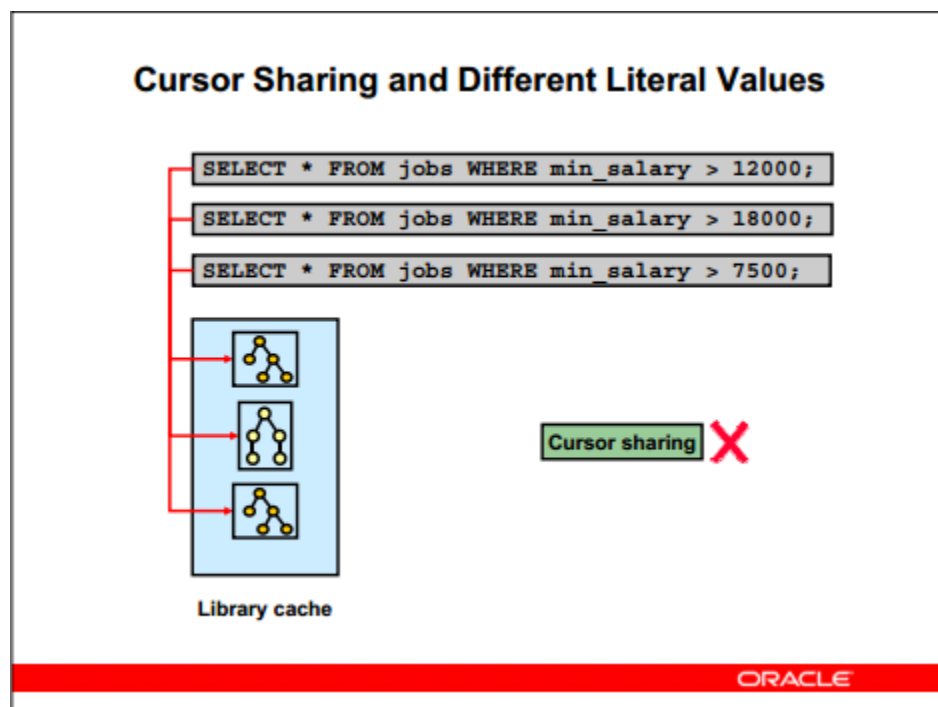 Cursor Sharing and Different Literal Values
SELECT * FROM jobs WHERE min_salary > 12000;
SELECT * FROM jobs WHERE min_salary > 18000;
SELECT * FROM jobs WHERE min_salary > 7500;
Cursor sharing
Library cache
ORACLE